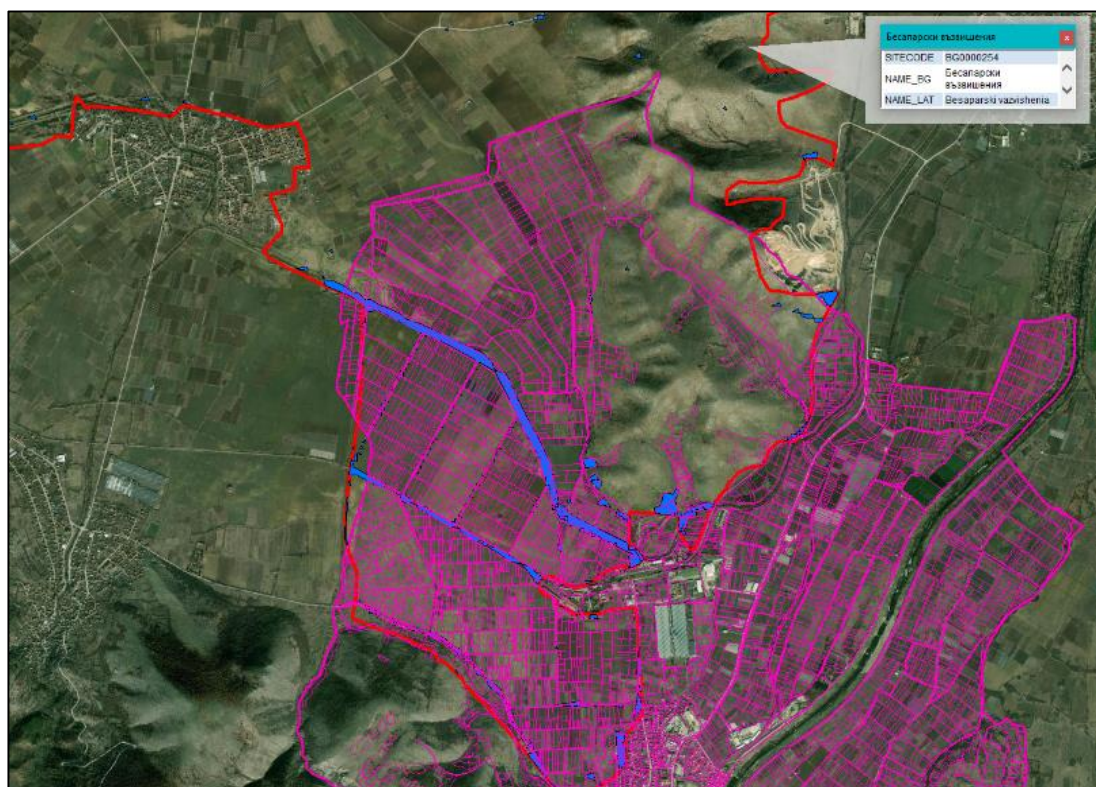 Бесапарски възвишения
SITECODE BG0000254
NAME_BG Бесапарски
възвишения
NAME_LAT Besaparski vazvishenia